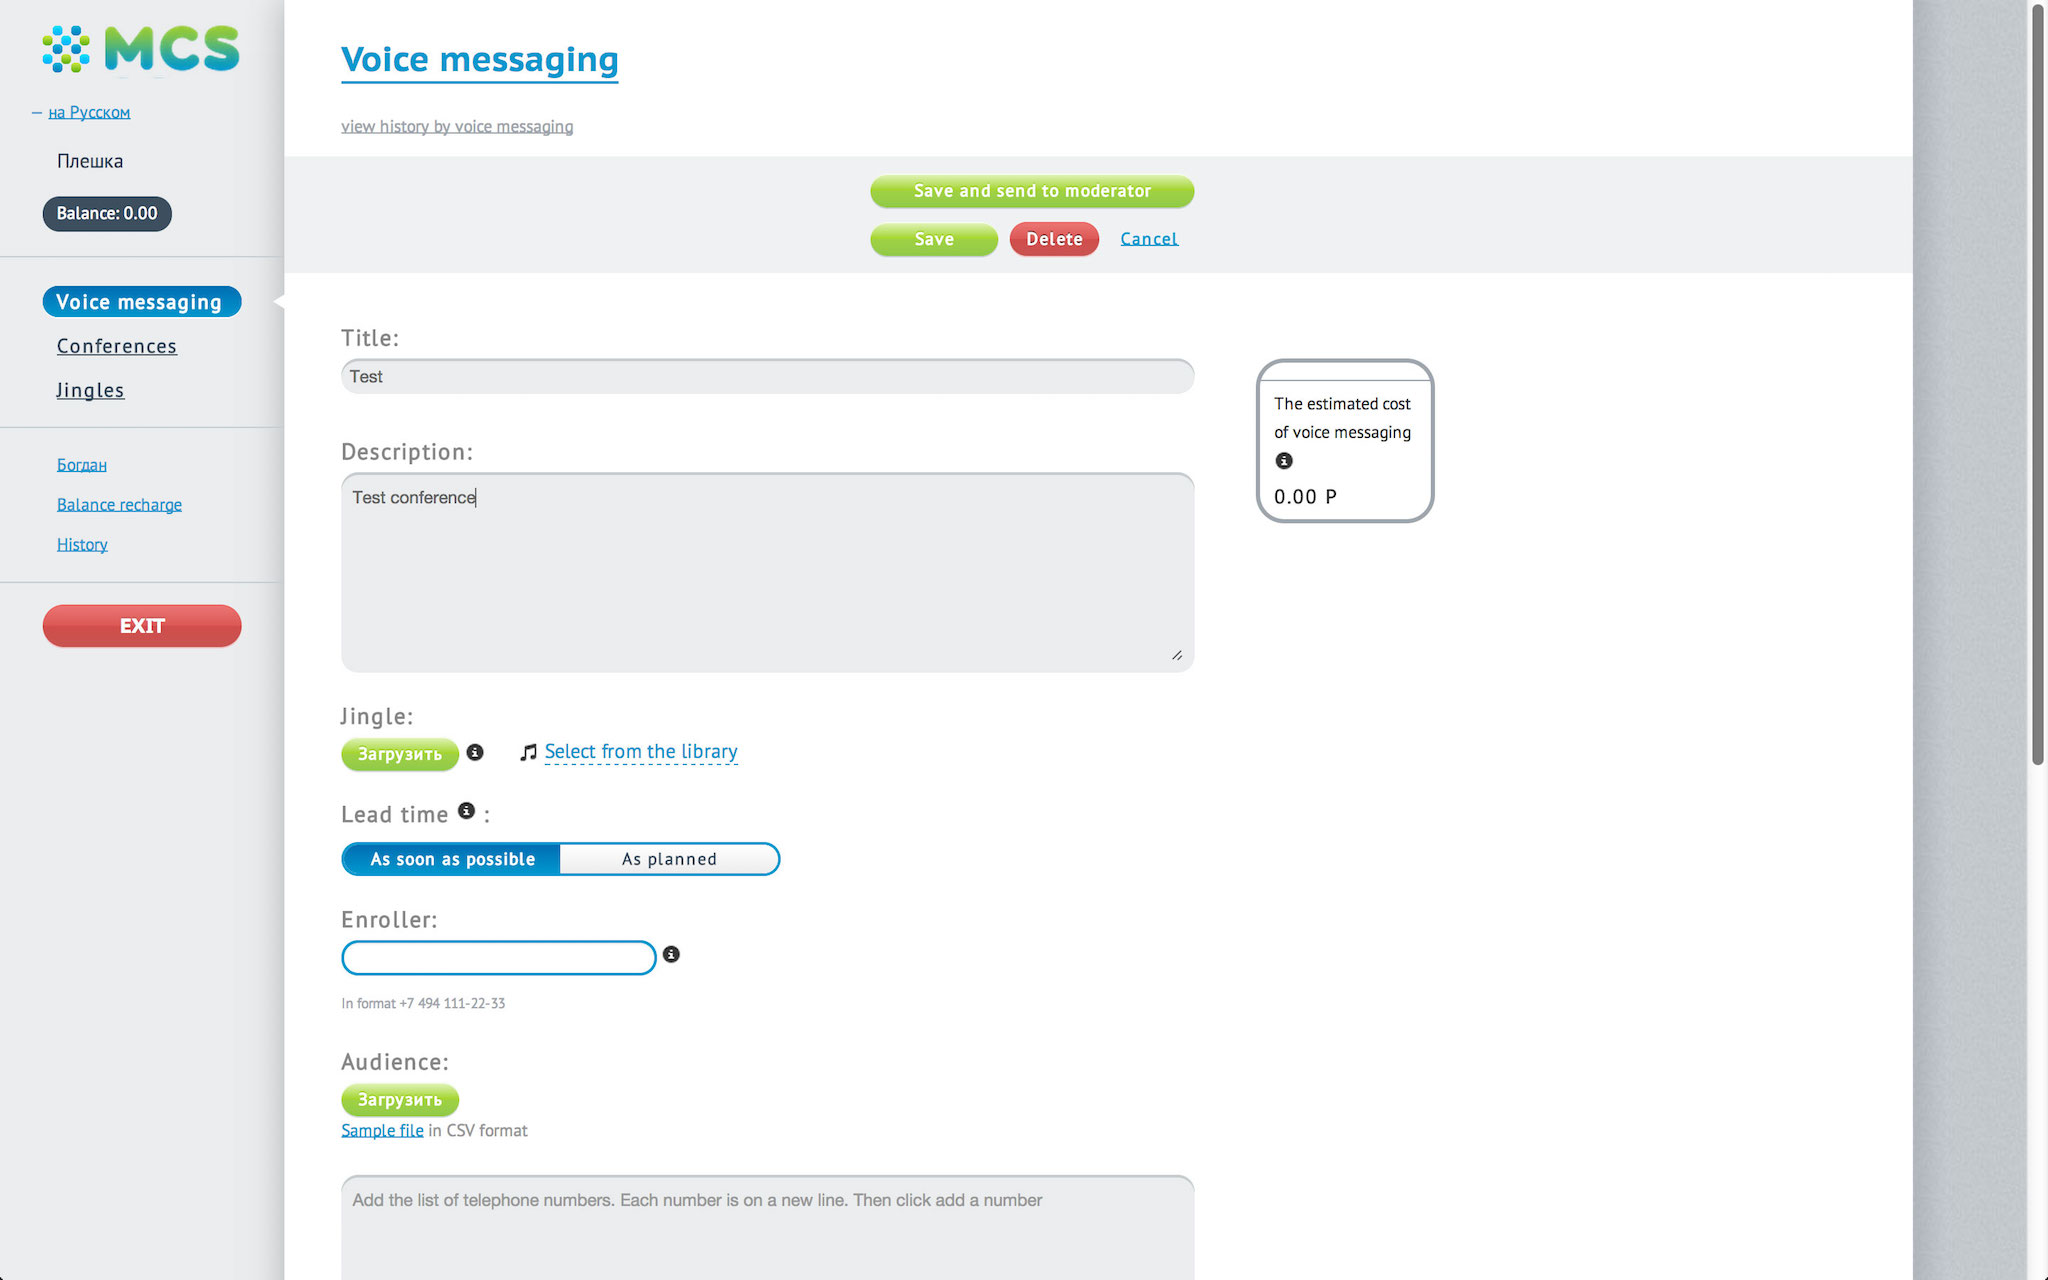 MCS
— на Русском
Плешка
Balance: 0.00
Voice messaging
Conferences
Jingles
Богдан
Balance recharge
History
EXIT
Voice messaging
view history by voice messaging
Save and send to moderator
Save Delete Cancel
Title:
Test
Description:
Test conference
The estimated cost
of voice messaging
0.00 Р
Jingle:
Загрузить Select from the library
Lead time :
As soon as possible As planned
Enroller:
In format +7 494 111-22-33
Audience:
Загрузить
Sample file in CSV format
Add the list of telephone numbers. Each number is on a new line. Then click add a number